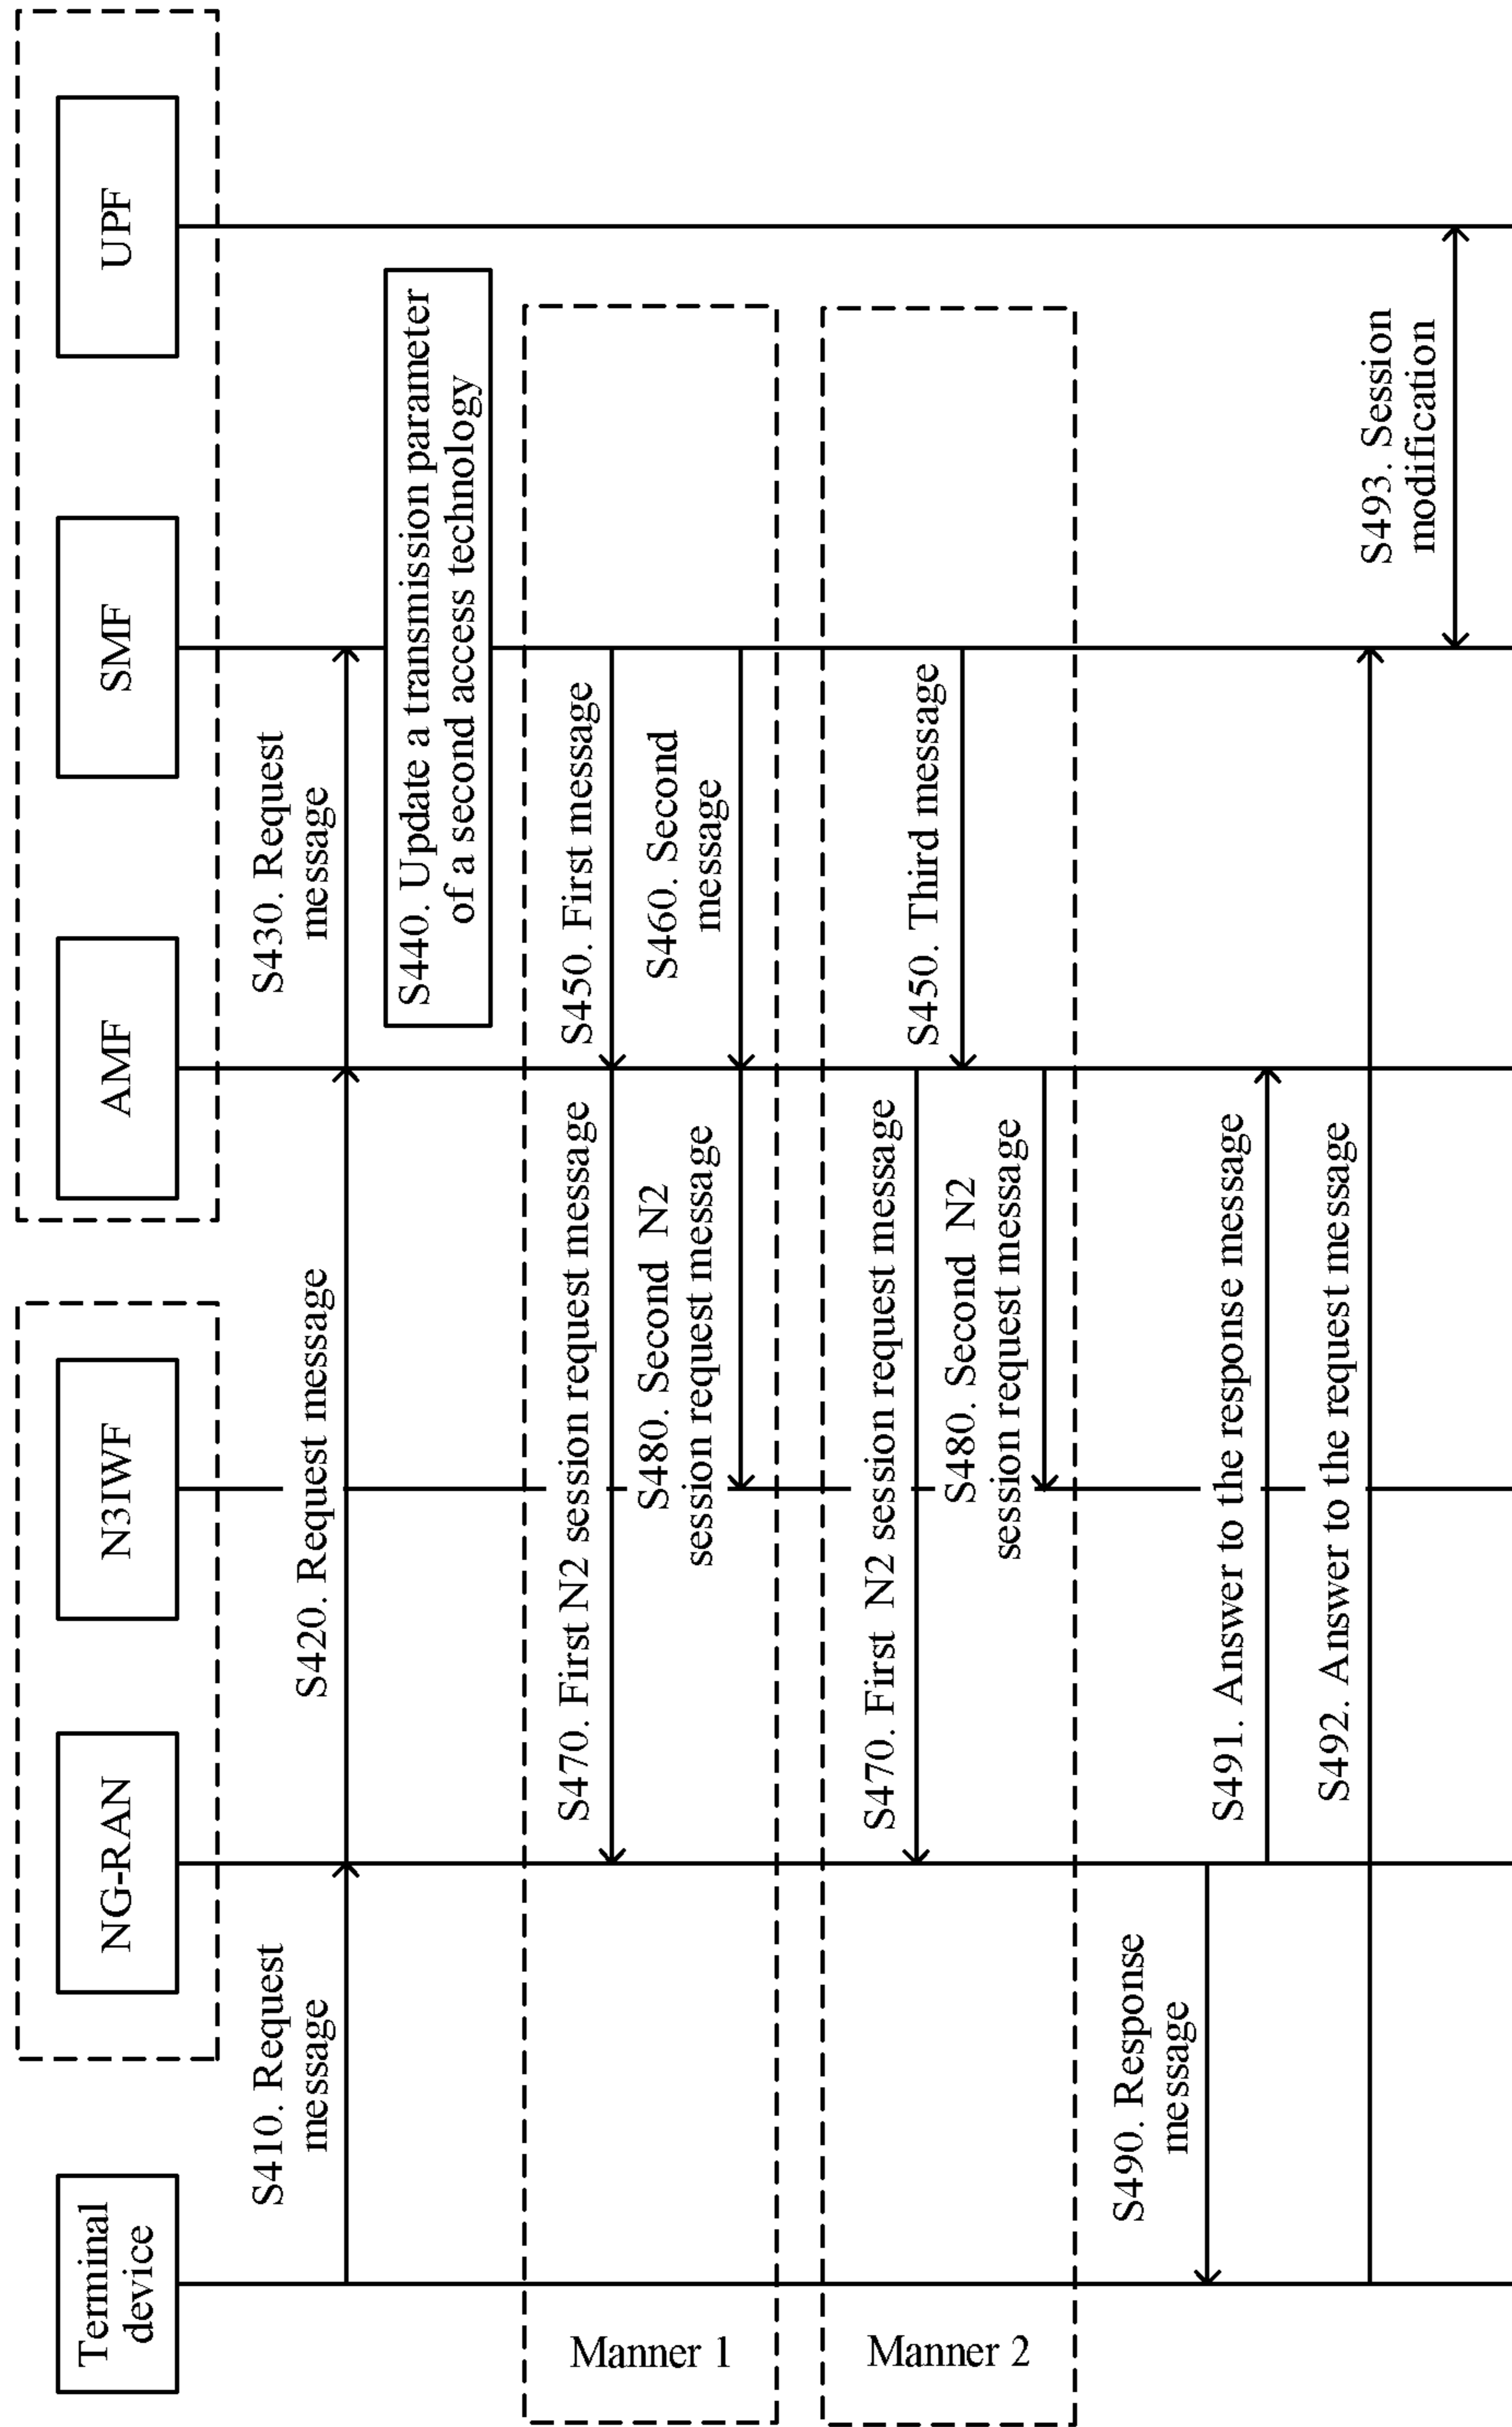 Terminal
device
NG-RAN
N3IWF
AMF
SMF
UPF
S410. Request
message
S420. Request message
S430. Request
message
S440. Update a transmission parameter
of a second access technology
Manner 1
S450. First message
S470. First N2 session request message
S460. Second
message
S480. Second N2
session request message
Manner 2
S450. Third message
S470. First N2 session request message
S480. Second N2
session request message
S490. Response
message
S491. Answer to the response message
S492. Answer to the request message
S493. Session
modification